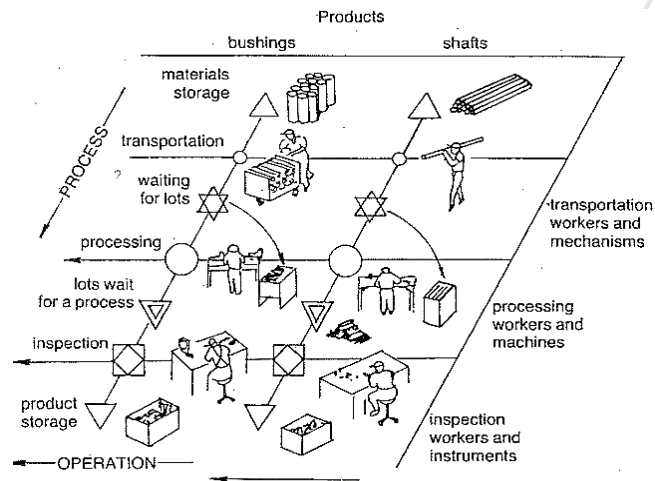 Products
bushings
shafts
materials
storage
transportation
PROCESS
?
waiting
for lots
transportation
workers and
mechanisms
processing
lots wait
for a process
processing
workers and
machines
inspection
product
storage
inspection
workers and
instruments
OPERATION